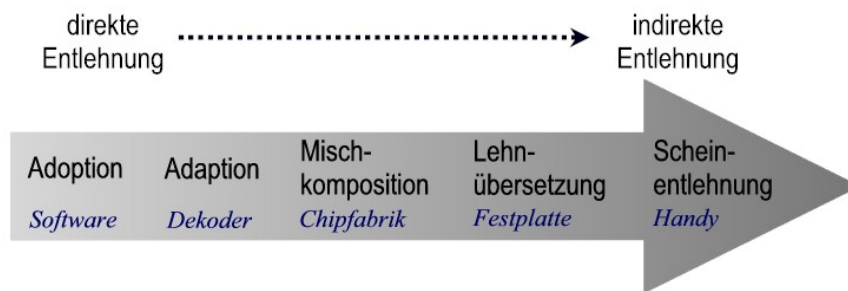 direkte
Entlehnung
indirekte
Entlehnung
Adoption
Software
Adaption
Dekoder
Misch-
komposition
Chipfabrik
Lehn-
übersetzung
Festplatte
Schein-
entlehnung
Handy